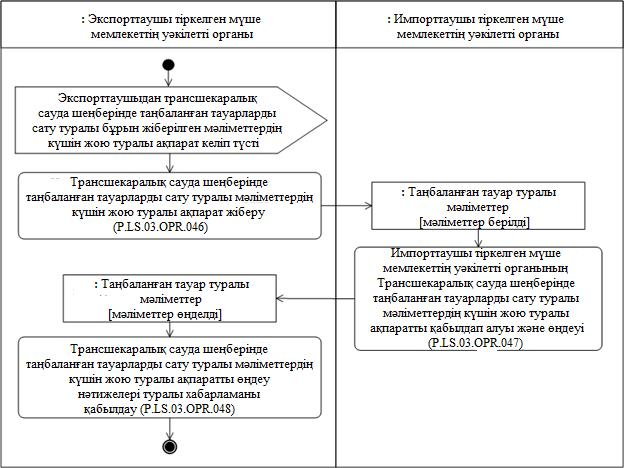 : Экспорттаушы тіркелген мүше
мемлекеттің уәкілетті органы
: Импорттаушы тіркелген мүше
мемлекеттің уәкілетті органы
Экспорттаушыдан трансшекаралық
сауда шеңберінде таңбаланған тауарларды
сату туралы бұрын жіберілген мәліметтердің
күшін жою туралы ақпарат келіп түсті
Трансшекаралық сауда шеңберінде
таңбаланған тауарларды сату туралы мәліметтердің
күшін жою туралы ақпарат жіберу
(P.LS.03.OPR.046)
: Таңбаланған тауар туралы
мәліметтер
[мәліметтер берілді]
Импорттаушы тіркелген мүше
мемлекеттің уәкілетті органының
Трансшекаралық сауда шеңберінде
таңбаланған тауарларды сату туралы
мәліметтердің күшін жою туралы
ақпаратты қабылдап алуы және өңдеуі
(P.LS.03.OPR.047)
: Таңбаланған тауар туралы
мәліметтер
[мәліметтер өңделді]
Трансшекаралық сауда шеңберінде
таңбаланған тауарларды сату туралы мәліметтердің
күшін жою туралы ақпаратты өңдеу
нәтижелері туралы хабарламаны
қабылдау (P.LS.03.OPR.048)